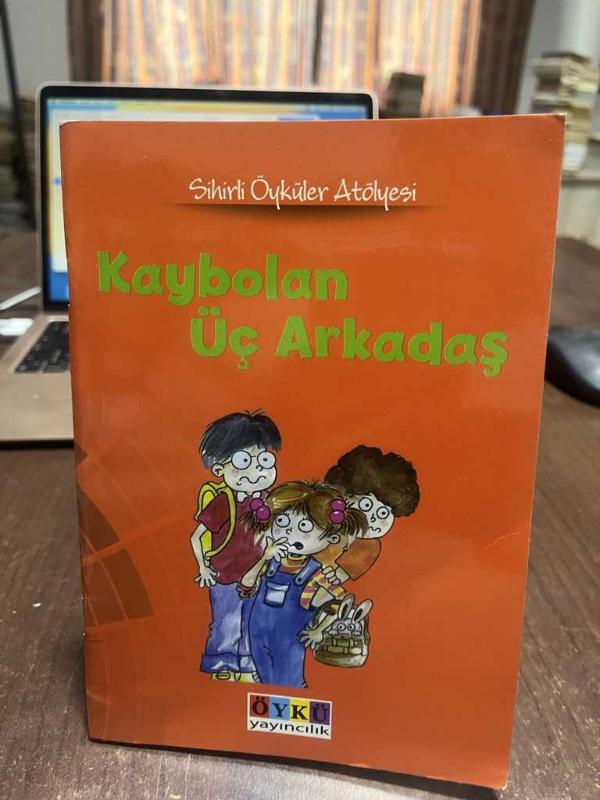 Sihirli Öyküler Atölyesi
Kaybolan
Üç Arkadaş
ÖYKÜ
yayıncılık